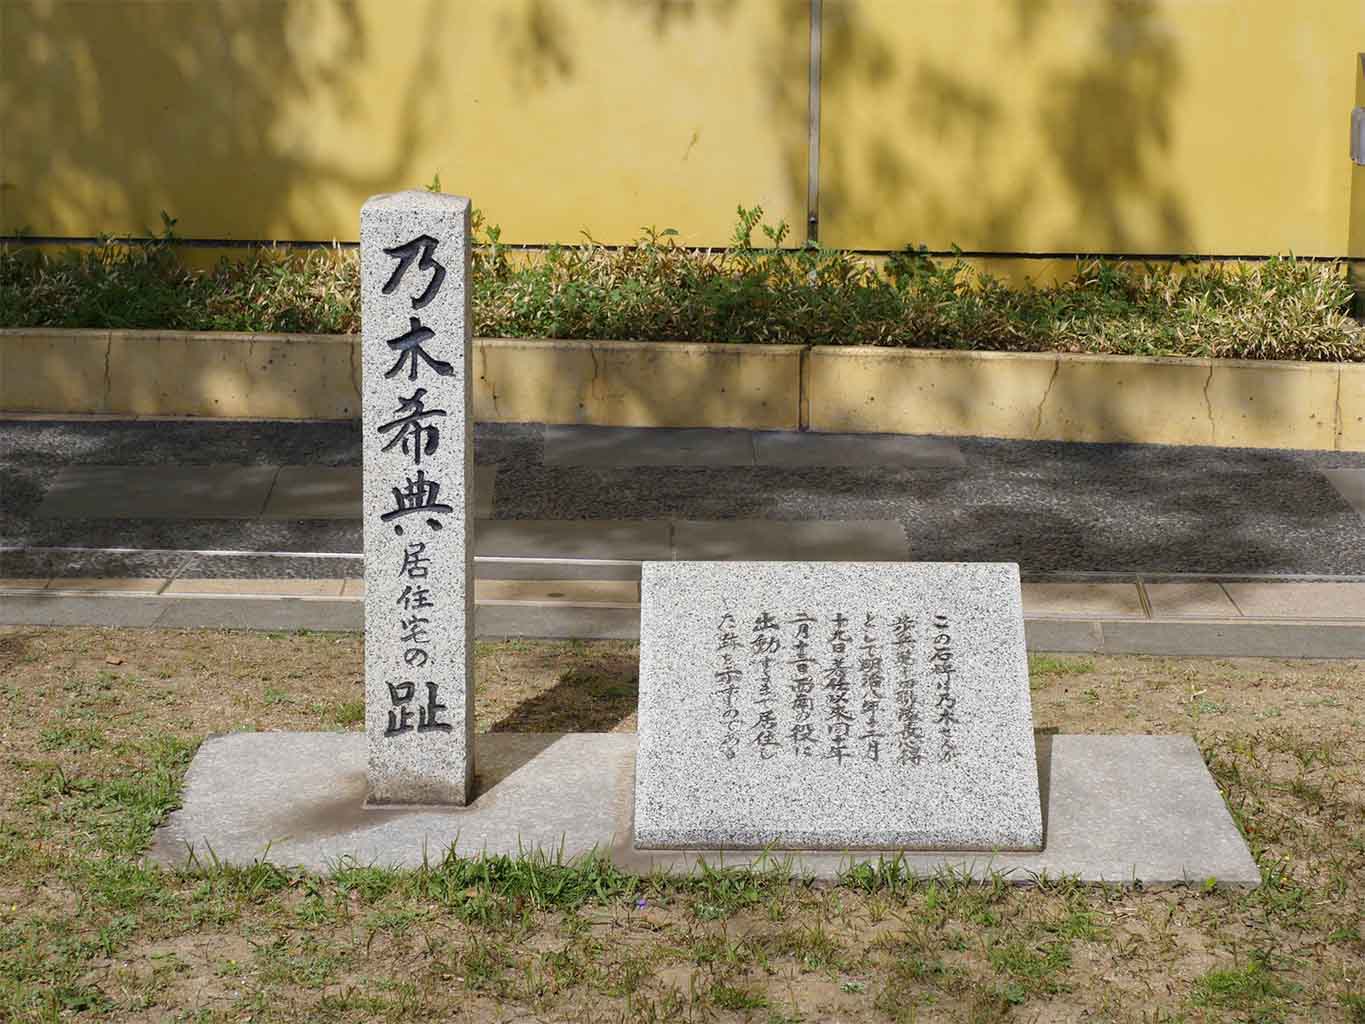 乃木希典居住宅の趾
この石碑は乃木さんが
歩兵第十四聯隊長心得
として明治八年十二月
十九日着任以来同十年
二月十三日西南の役に
出動するまで居住し
た跡を示すのである